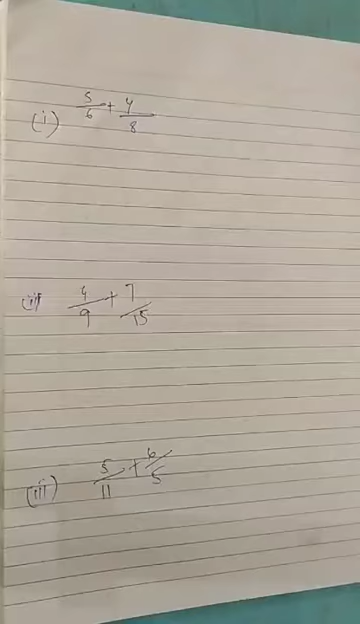 (i) 5/6 + 4/8
(ii) 4/9 + 7/15
(iii) 5/11 + 6/5